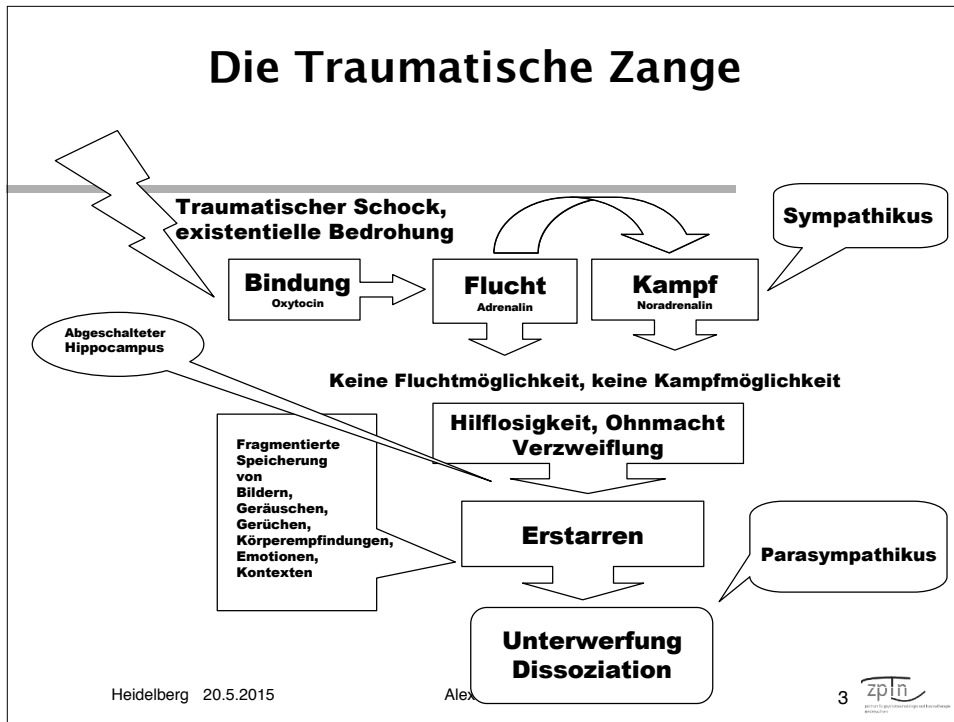 Die Traumatische Zange
Traumatischer Schock,
existentielle Bedrohung
Sympathikus
Bindung
Oxytocin
Flucht
Adrenalin
Kampf
Noradrenalin
Abgeschalteter
Hippocampus
Keine Fluchtmöglichkeit, keine Kampfmöglichkeit
Hilflosigkeit, Ohnmacht
Verzweiflung
Fragmentierte
Speicherung
von
Bildern,
Geräuschen,
Gerüchen,
Körperempfindungen,
Emotionen,
Kontexten
Erstarren
Parasympathikus
Unterwerfung
Dissoziation
Heidelberg 20.5.2015
Alex
3
zptn